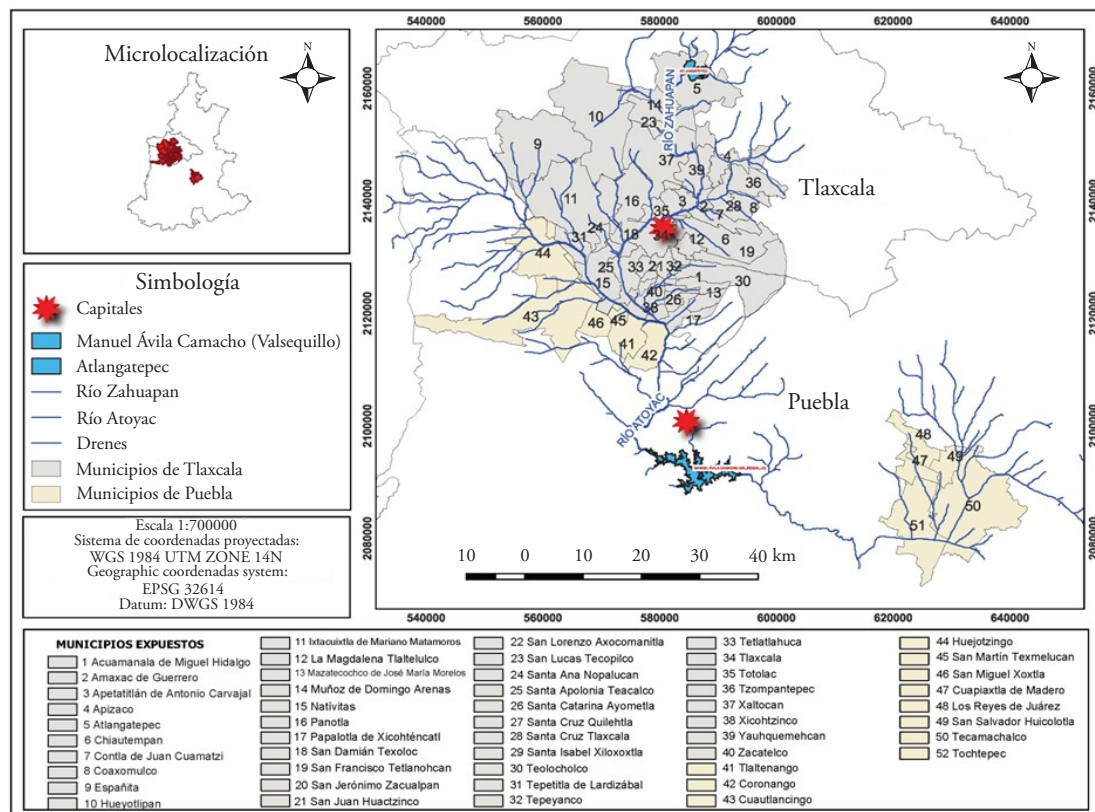 Microlocalización
N
Simbología
Capitales
Manuel Ávila Camacho (Valsequillo)
Atlangatepec
Río Zahuapan
Río Atoyac
Drenes
Municipios de Tlaxcala
Municipios de Puebla
Escala 1:700000
Sistema de coordenadas proyectadas:
WGS 1984 UTM ZONE 14N
Geographic coordenadas system:
EPSG 32614
Datum: DWGS 1984
540000 560000 580000 600000 620000 640000
2160000
2140000
2120000
2100000
2080000
2160000
2140000
2120000
2100000
2080000
N
5
14
10
23
RÍO ZAHUAPAN
9
37
4
39
36
Tlaxcala
11
16
3
2
28
8
35
7
24
18
34
12
6
31
19
44
25
33
21
32
1
30
15
40
26
13
38
17
43
46
45
41
42
RÍO ATOYAC
Puebla
48
47
49
50
51
10 0 10 20 30 40 km
540000 560000 580000 600000 620000 640000
MUNICIPIOS EXPUESTOS
1 Acuamanala de Miguel Hidalgo
2 Amaxac de Guerrero
3 Apetatitlán de Antonio Carvajal
4 Apizaco
5 Atlangatepec
6 Chiautempan
7 Contla de Juan Cuamatzi
8 Coaxomulco
9 Españita
10 Hueyotlipan
11 Ixtacuixtla de Mariano Matamoros
12 La Magdalena Tlaltelulco
13 Mazatecochco de José María Morelos
14 Muñoz de Domingo Arenas
15 Nativitas
16 Panotla
17 Papalotla de Xicohténcatl
18 San Damián Texoloc
19 San Francisco Tetlanohcan
20 San Jerónimo Zacualpan
21 San Juan Huactzinco
22 San Lorenzo Axocomanitla
23 San Lucas Tecopilco
24 Santa Ana Nopalucan
25 Santa Apolonia Teacalco
26 Santa Catarina Ayometla
27 Santa Cruz Quilehtla
28 Santa Cruz Tlaxcala
29 Santa Isabel Xiloxoxtla
30 Teolocholco
31 Tepetitla de Lardizábal
32 Tepeyanco
33 Tetlatlahuca
34 Tlaxcala
35 Totolac
36 Tzompantepec
37 Xaltocan
38 Xicohtzinco
39 Yauhquemehcan
40 Zacatelco
41 Tlaltenango
42 Coronango
43 Cuautlancingo
44 Huejotzingo
45 San Martín Texmelucan
46 San Miguel Xoxtla
47 Cuapiaxtla de Madero
48 Los Reyes de Juárez
49 San Salvador Huicolotla
50 Tecamachalco
52 Tochtepec